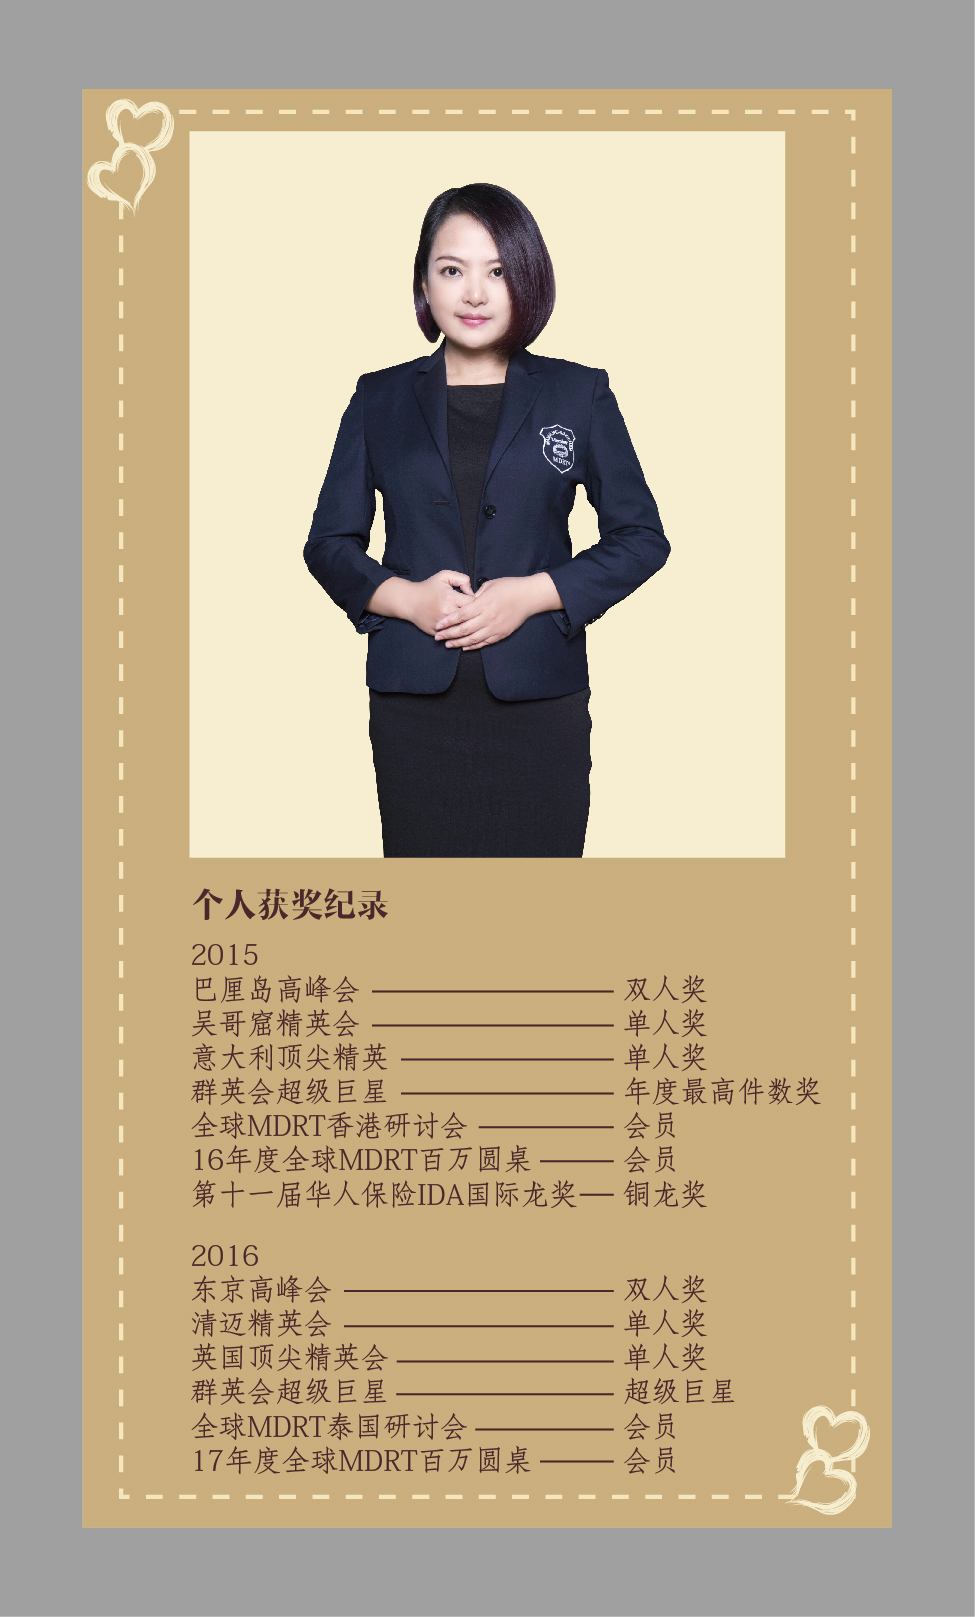 MDRT
个人获奖纪录
2015
巴厘岛高峰会 —— 双人奖
吴哥窟精英会 —— 单人奖
意大利顶尖精英 —— 单人奖
群英会超级巨星 —— 年度最高件数奖
全球MDRT香港研讨会 —— 会员
16年度全球MDRT百万圆桌 —— 会员
第十一届华人保险IDA国际龙奖 —— 铜龙奖
2016
东京高峰会 —— 双人奖
清迈精英会 —— 单人奖
英国顶尖精英会 —— 单人奖
群英会超级巨星 —— 超级巨星
全球MDRT泰国研讨会 —— 会员
17年度全球MDRT百万圆桌 —— 会员